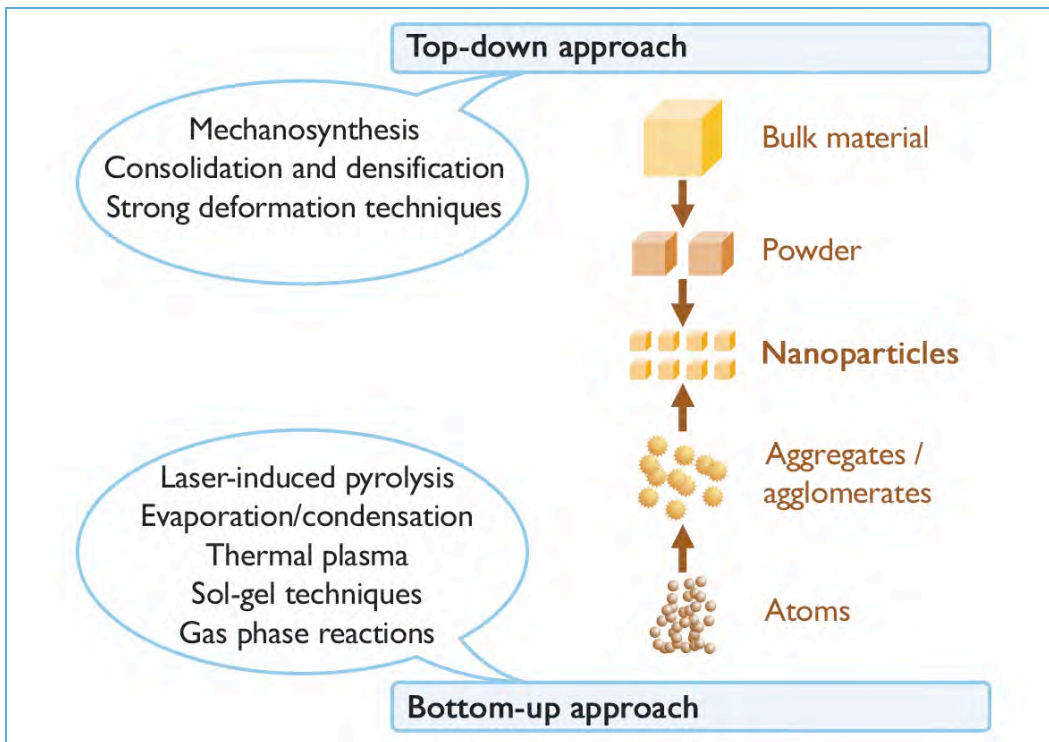 Top-down approach
Mechanosynthesis
Consolidation and densification
Strong deformation techniques
Bulk material
Powder
Nanoparticles
Aggregates /
agglomerates
Atoms
Laser-induced pyrolysis
Evaporation/condensation
Thermal plasma
Sol-gel techniques
Gas phase reactions
Bottom-up approach